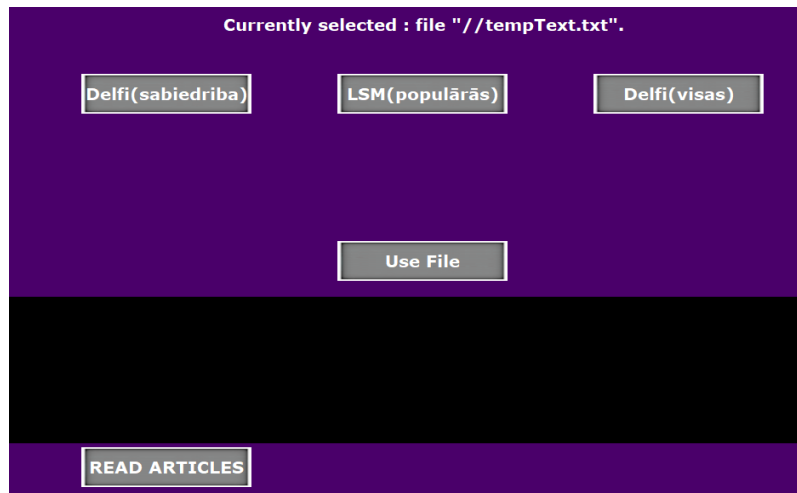 Currently selected : file "//tempText.txt".
Delfi(sabiedriba)
LSM(populārās)
Delfi(visas)
Use File
READ ARTICLES